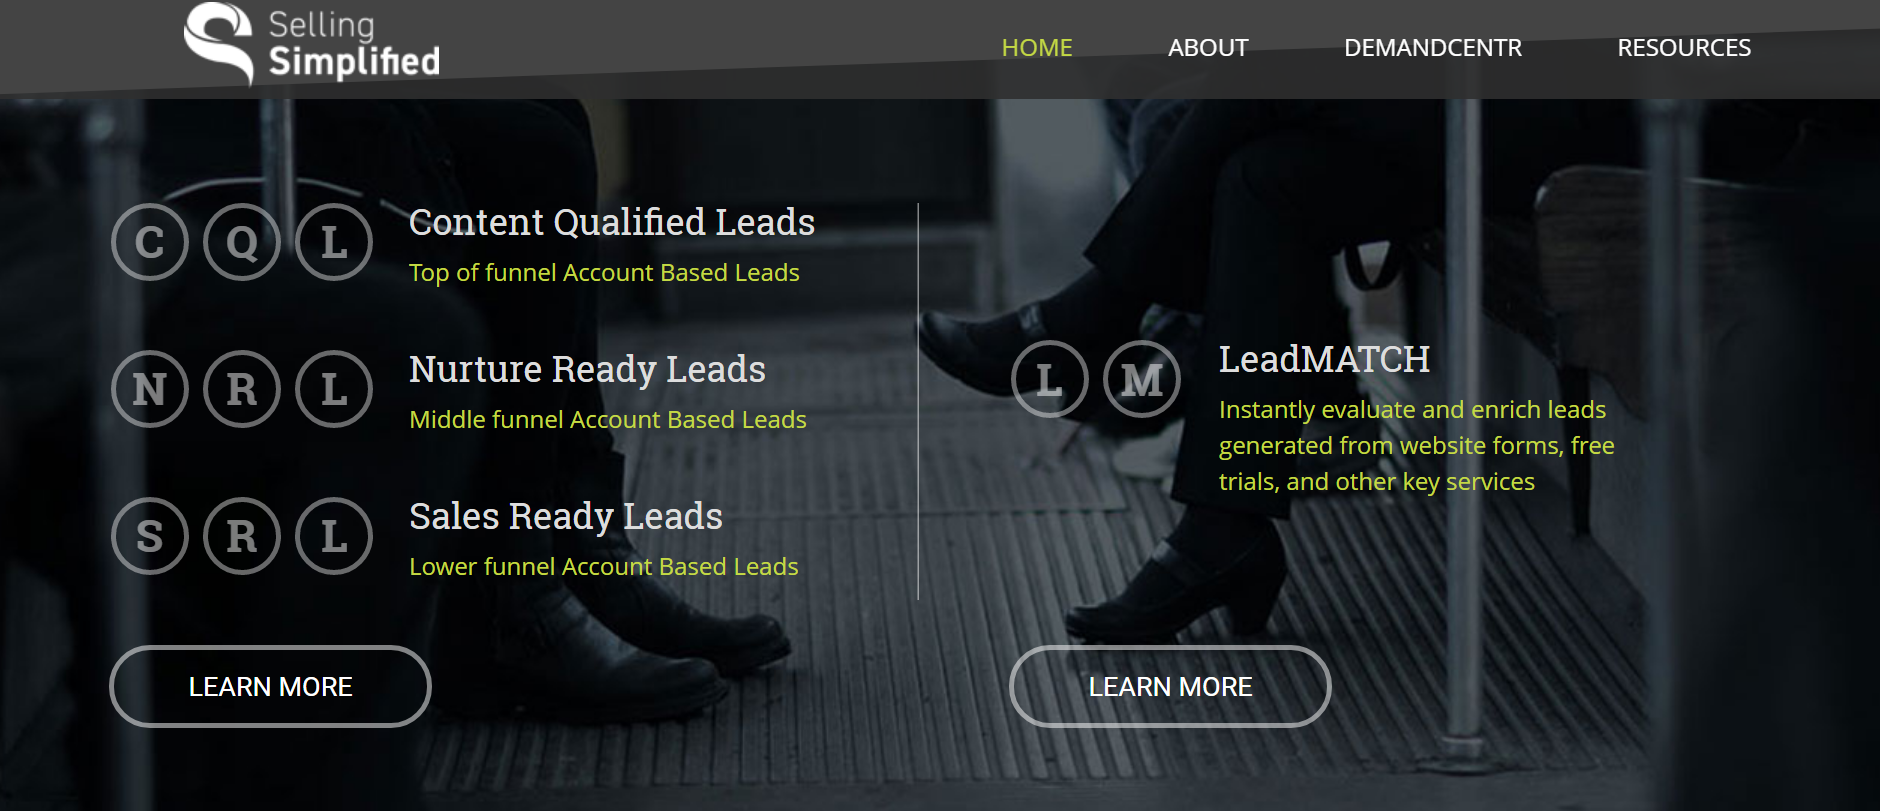 Selling
Simplified
HOME ABOUT DEMANDCENTR RESOURCES
C Q L
Content Qualified Leads
Top of funnel Account Based Leads
N R L
Nurture Ready Leads
Middle funnel Account Based Leads
S R L
Sales Ready Leads
Lower funnel Account Based Leads
LEARN MORE
L M
LeadMATCH
Instantly evaluate and enrich leads
generated from website forms, free
trials, and other key services
LEARN MORE